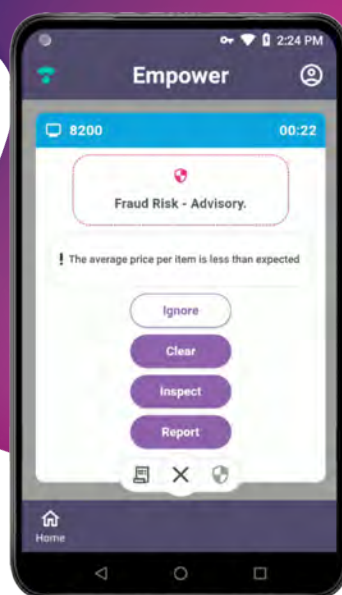 2:24 PM
Empower
8200 00:22
Fraud Risk - Advisory.
! The average price per item is less than expected
Ignore
Clear
Inspect
Report
Home